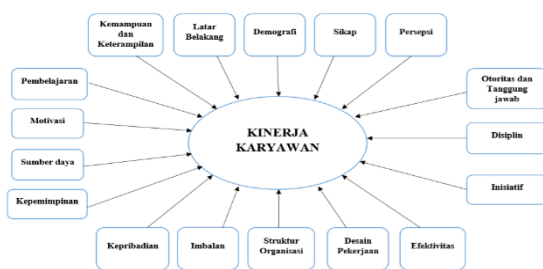 Kemampuan
dan
Keterampilan
Latar
Belakang
Demografi
Sikap
Persepsi
Pembelajaran
Otoritas dan
Tanggung
jawab
Motivasi
KINERJA
KARYAWAN
Disiplin
Sumber daya
Inisiatif
Kepemimpinan
Kepribadian
Imbalan
Struktur
Organisasi
Desain
Pekerjaan
Efektivitas